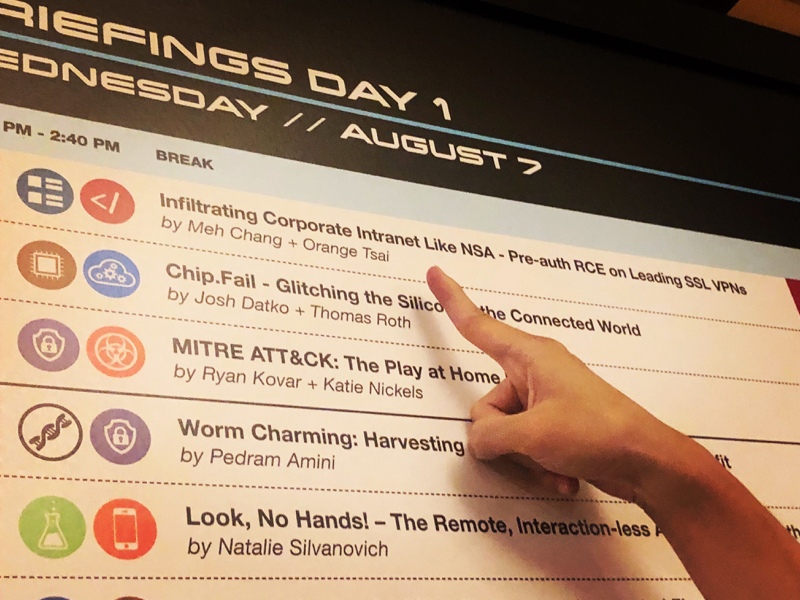 RIEFINGS DAY 1
EDNESDAY // AUGUST 7
PM - 2:40 PM BREAK
</>
Infiltrating Corporate Intranet Like NSA - Pre-auth RCE on Leading SSL VPNs
by Meh Chang + Orange Tsai
Chip.Fail - Glitching the Silico the Connected World
by Josh Datko + Thomas Roth
MITRE ATT&CK: The Play at Home
by Ryan Kovar + Katie Nickels
Worm Charming: Harvesting fit
by Pedram Amini
Look, No Hands! – The Remote, Interaction-less A th
by Natalie Silvanovich